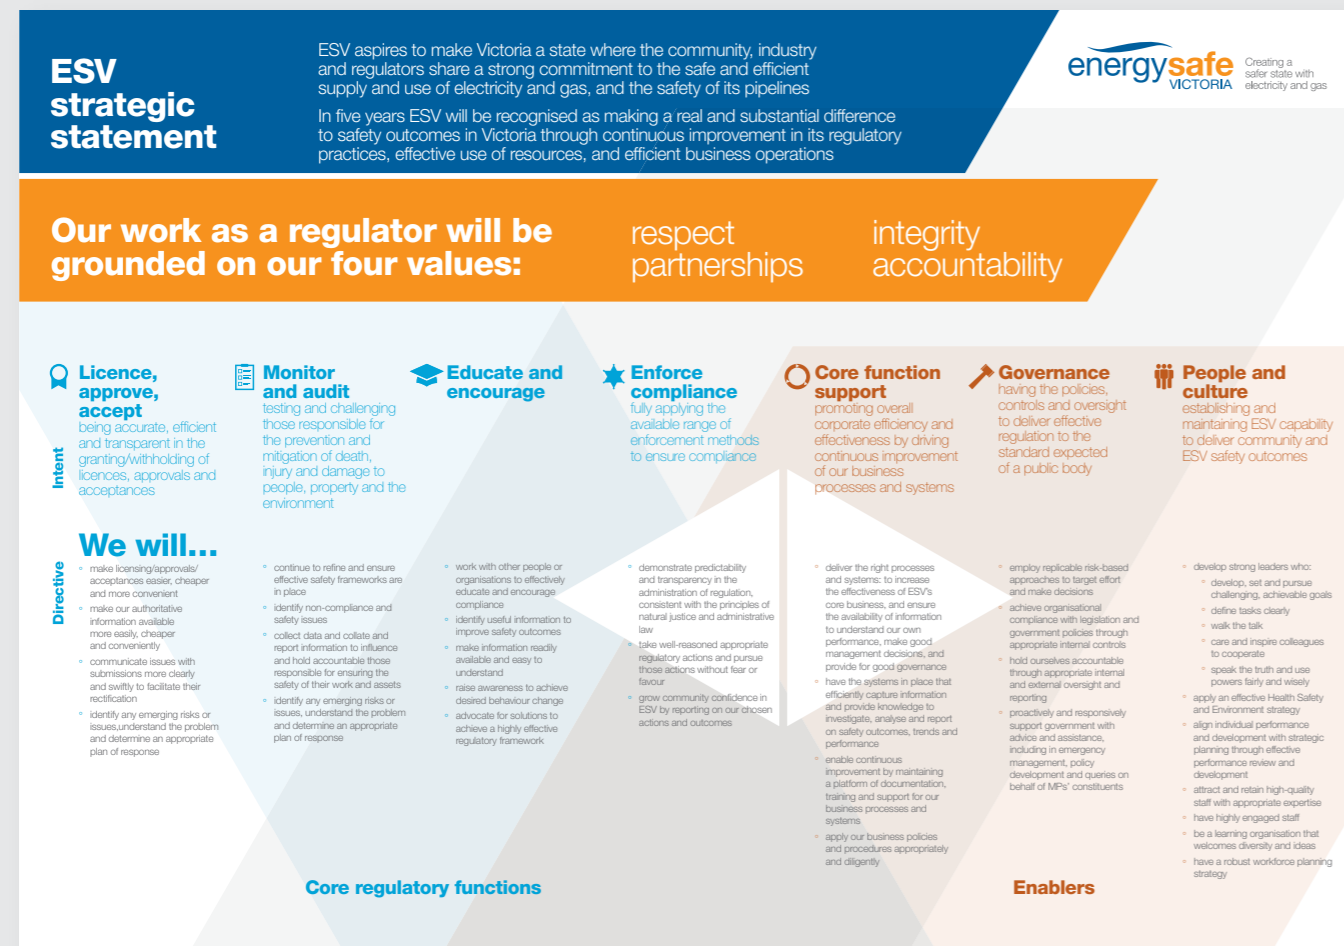 ESV
strategic
statement
ESV aspires to make Victoria a state where the community, industry
and regulators share a strong commitment to the safe and efficient
supply and use of electricity and gas, and the safety of its pipelines
In five years ESV will be recognised as making a real and substantial difference
to safety outcomes in Victoria through continuous improvement in its regulatory
practices, effective use of resources, and efficient business operations
energysafe
VICTORIA
Creating a
safer state with
electricity and gas
Our work as a regulator will be
grounded on our four values:
respect
partnerships
integrity
accountability
Intent
Licence,
approve,
accept
being accurate, efficient
and transparent in the
granting/withholding of
licences, approvals and
acceptances
Monitor
and audit
testing and challenging
those responsible for
the prevention and
mitigation of death,
injury and damage to
people, property and the
environment
Educate and
encourage
Enforce
compliance
fully applying the
available range of
enforcement methods
to ensure compliance
Core function
support
promoting overall
corporate efficiency and
effectiveness by driving
continuous improvement
of our business
processes and systems
Governance
having the policies,
controls and oversight
to deliver effective
regulation to the
standard expected
of a public body
People and
culture
establishing and
maintaining ESV capability
to deliver community and
ESV safety outcomes
Directive
We will...
▫ make licensing/approvals/
acceptances easier, cheaper
and more convenient
▫ make our authoritative
information available
more easily, cheaper
and conveniently
▫ communicate issues with
submissions more clearly
and swiftly to facilitate their
rectification
▫ identify any emerging risks or
issues,understand the problem
and determine an appropriate
plan of response
▫ continue to refine and ensure
effective safety frameworks are
in place
▫ identify non-compliance and
safety issues
▫ collect data and collate and
report information to influence
and hold accountable those
responsible for ensuring the
safety of their work and assets
▫ identify any emerging risks or
issues, understand the problem
and determine an appropriate
plan of response
▫ work with other people or
organisations to effectively
educate and encourage
compliance
▫ identify useful information to
improve safety outcomes
▫ make information readily
available and easy to
understand
▫ raise awareness to achieve
desired behaviour change
▫ advocate for solutions to
achieve a highly effective
regulatory framework
▫ demonstrate predictability
and transparency in the
administration of regulation,
consistent with the principles of
natural justice and administrative
law
▫ take well-reasoned appropriate
regulatory actions and pursue
those actions without fear or
favour
▫ grow community confidence in
ESV by reporting on our chosen
actions and outcomes
▫ deliver the right processes
and systems: to increase
the effectiveness of ESV's
core business, and ensure
the availability of information
to understand our own
performance, make good
management decisions, and
provide for good governance
▫ have the systems in place that
efficiently capture information
and provide knowledge to
investigate, analyse and report
on safety outcomes, trends and
performance
▫ enable continuous
improvement by maintaining
a platform of documentation,
training and support for our
business processes and
systems
▫ apply our business policies
and procedures appropriately
and diligently
▫ employ replicable risk-based
approaches to target effort
and make decisions
▫ achieve organisational
compliance with legislation and
government policies through
appropriate internal controls
▫ hold ourselves accountable
through appropriate internal
and external oversight and
reporting
▫ proactively and responsively
support government with
advice and assistance,
including in emergency
management, policy
development and queries on
behalf of MPs' constituents
▫ develop strong leaders who:
▫ develop, set and pursue
challenging, achievable goals
▫ define tasks clearly
▫ walk the talk
▫ care and inspire colleagues
to cooperate
▫ speak the truth and use
powers fairly and wisely
▫ apply an effective Health Safety
and Environment strategy
▫ align individual performance
and development with strategic
planning through effective
performance review and
development
▫ attract and retain high-quality
staff with appropriate expertise
▫ have highly engaged staff
▫ be a learning organisation that
welcomes diversity and ideas
▫ have a robust workforce planning
strategy
Core regulatory functions
Enablers